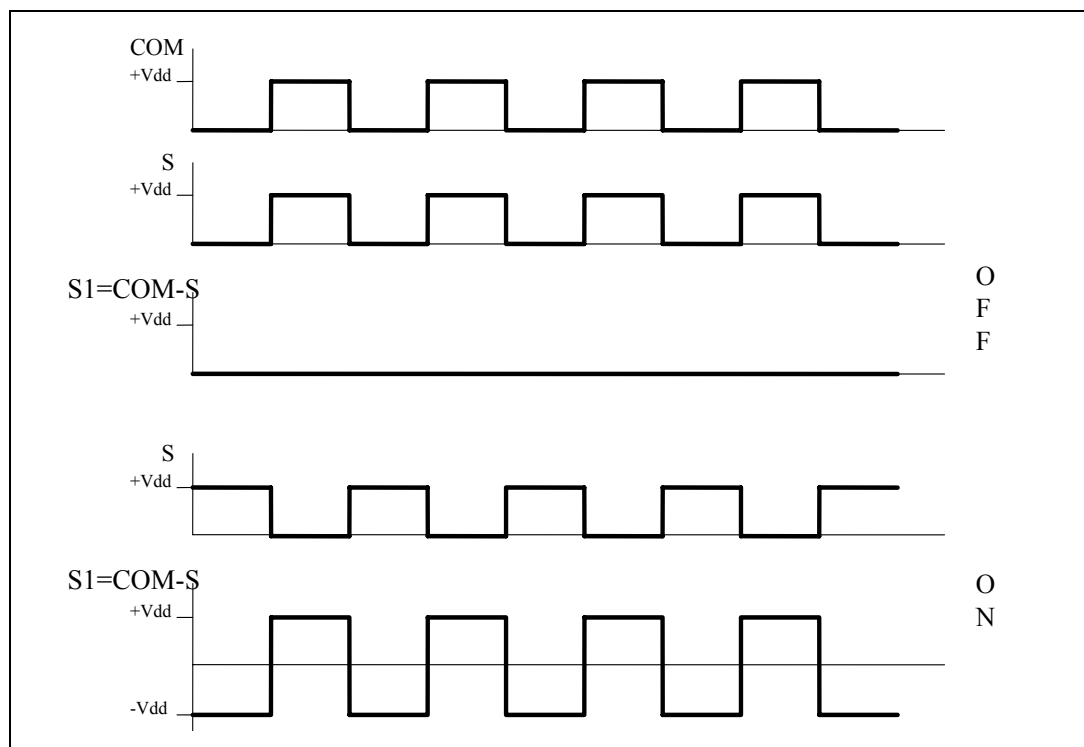 COM
+Vdd
S
+Vdd
S1=COM-S
+Vdd
O
F
F
S
+Vdd
S1=COM-S
+Vdd
-Vdd
O
N